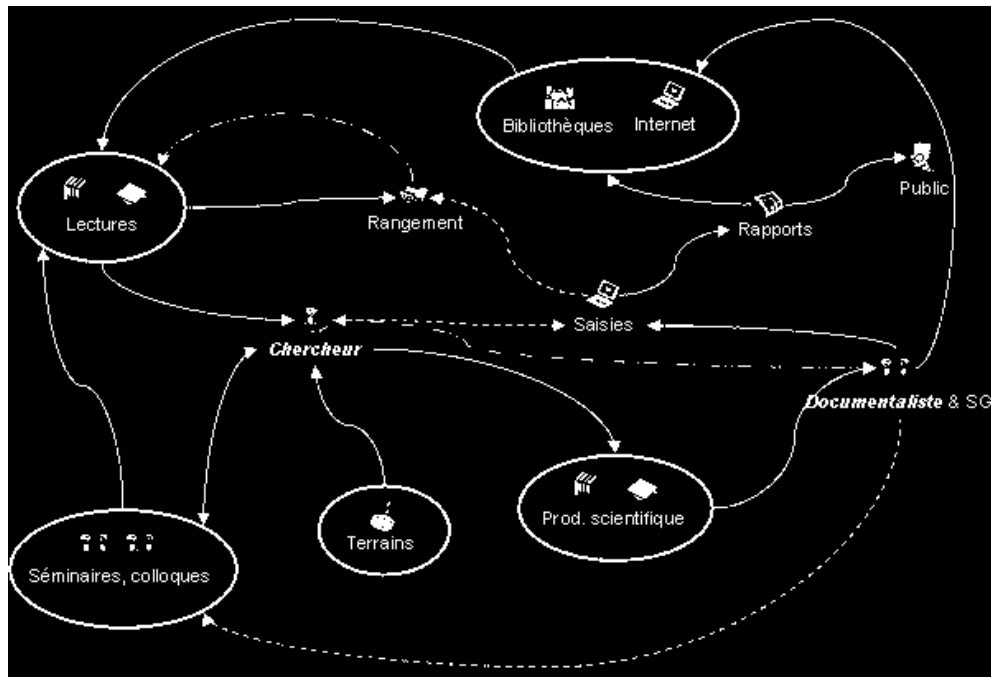 Bibliothèques
Internet
Public
Lectures
Rangement
Rapports
Saisies
Chercheur
Documentaliste & SG
Prod. scientifique
Terrains
Séminaires, colloques